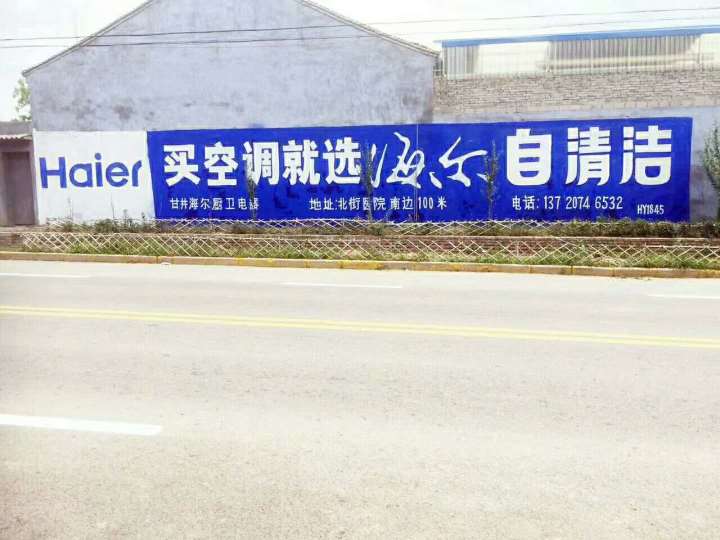 Haier 买空调就选海尔自清洁
甘井海尔厨卫电器 地址:北街医院南边100米 电话:137 2074 6532 HY1845